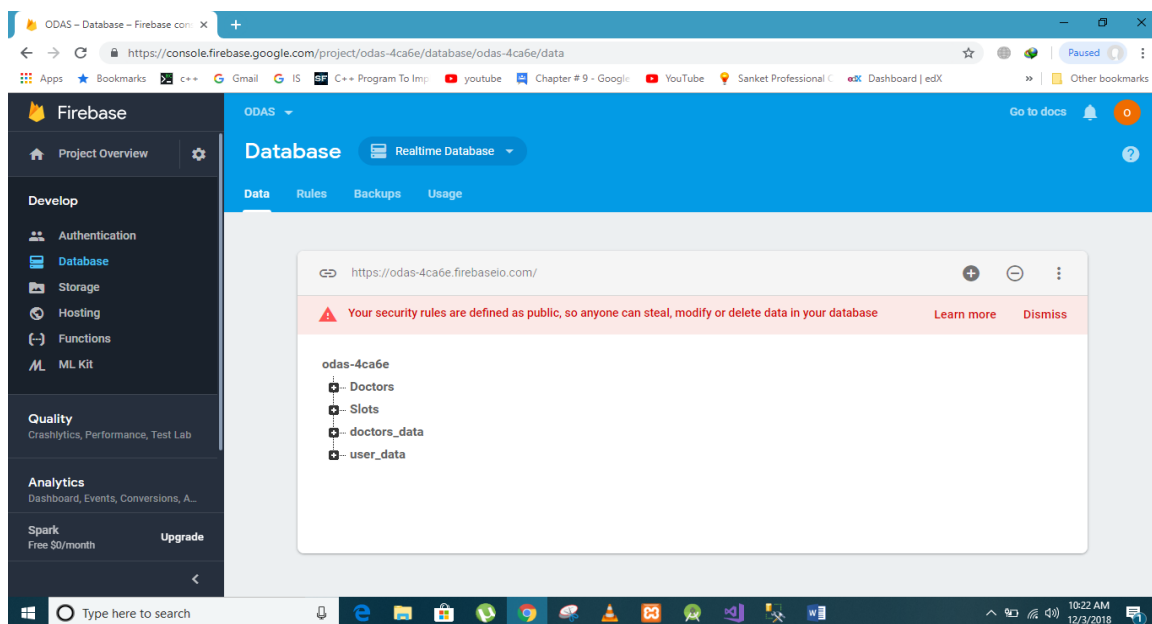 ODAS – Database – Firebase con
https://console.firebase.google.com/project/odas-4ca6e/database/odas-4ca6e/data
Paused
Apps Bookmarks c++ Gmail IS C++ Program To Imp youtube Chapter # 9 - Google YouTube Sanket Professional C edX Dashboard | edX » Other bookmarks
Firebase
ODAS
Go to docs
o
Project Overview
Database
Realtime Database
Data Rules Backups Usage
Develop
Authentication
Database
Storage
Hosting
Functions
ML Kit
Quality
Crashlytics, Performance, Test Lab
Analytics
Dashboard, Events, Conversions, A...
Spark
Free $0/month
Upgrade
https://odas-4ca6e.firebaseio.com/
Your security rules are defined as public, so anyone can steal, modify or delete data in your database
Learn more Dismiss
odas-4ca6e
Doctors
Slots
doctors_data
user_data
Type here to search
10:22 AM
12/3/2018